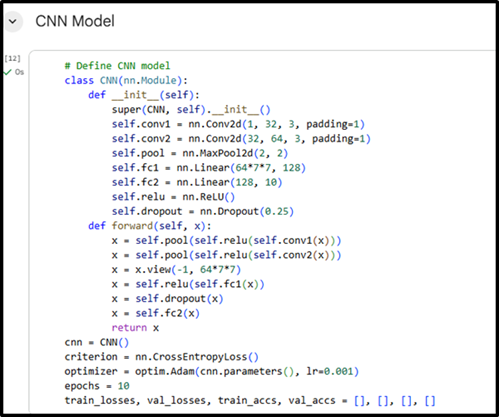 CNN Model
[12]
0s
# Define CNN model
class CNN(nn.Module):
    def __init__(self):
        super(CNN, self).__init__()
        self.conv1 = nn.Conv2d(1, 32, 3, padding=1)
        self.conv2 = nn.Conv2d(32, 64, 3, padding=1)
        self.pool = nn.MaxPool2d(2, 2)
        self.fc1 = nn.Linear(64*7*7, 128)
        self.fc2 = nn.Linear(128, 10)
        self.relu = nn.ReLU()
        self.dropout = nn.Dropout(0.25)
    def forward(self, x):
        x = self.pool(self.relu(self.conv1(x)))
        x = self.pool(self.relu(self.conv2(x)))
        x = x.view(-1, 64*7*7)
        x = self.relu(self.fc1(x))
        x = self.dropout(x)
        x = self.fc2(x)
        return x
cnn = CNN()
criterion = nn.CrossEntropyLoss()
optimizer = optim.Adam(cnn.parameters(), lr=0.001)
epochs = 10
train_losses, val_losses, train_accs, val_accs = [], [], [], []